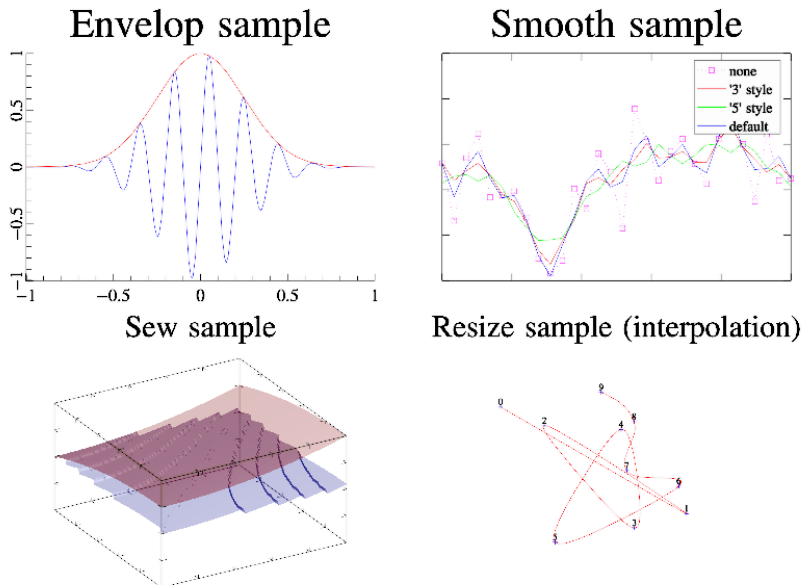 Envelop sample
1
0.5
0
−0.5
−1
−1
−0.5
0
0.5
1
Smooth sample
none
'3' style
'5' style
default
Sew sample
Resize sample (interpolation)
9
0
8
2
4
7
6
1
3
5